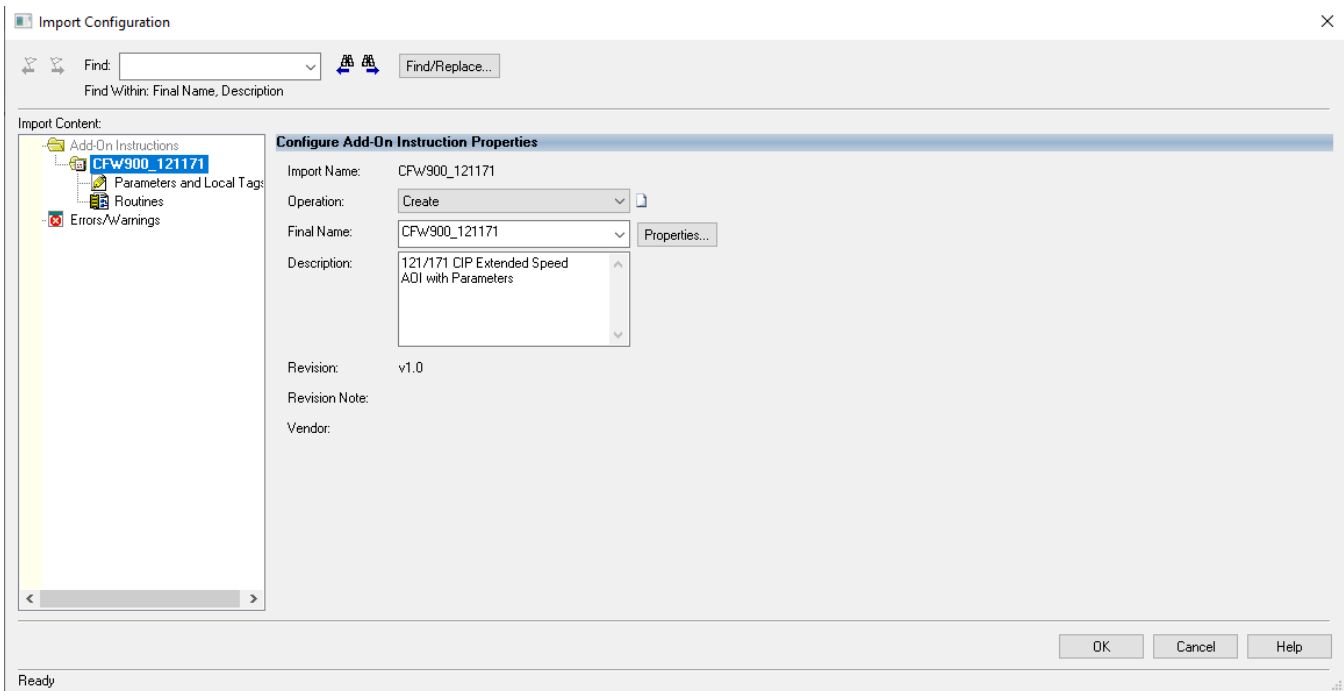 Import Configuration
Find:
Find/Replace...
Find Within: Final Name, Description
Import Content:
Add-On Instructions
CFW900_121171
Parameters and Local Tags
Routines
Errors/Warnings
Configure Add-On Instruction Properties
Import Name: CFW900_121171
Operation: Create
Final Name: CFW900_121171 Properties...
Description: 121/171 CIP Extended Speed
AOI with Parameters
Revision: v1.0
Revision Note:
Vendor:
OK Cancel Help
Ready